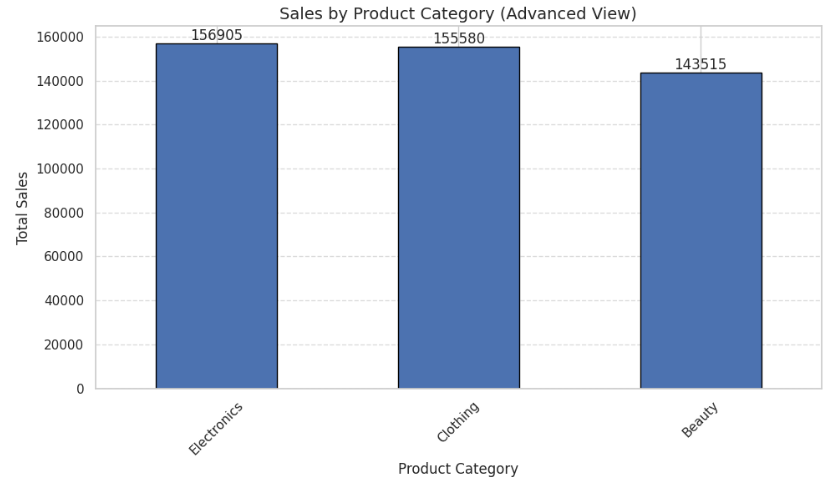 Sales by Product Category (Advanced View)
160000
140000
120000
100000
80000
60000
40000
20000
0
Total Sales
156905
155580
143515
Electronics
Clothing
Beauty
Product Category